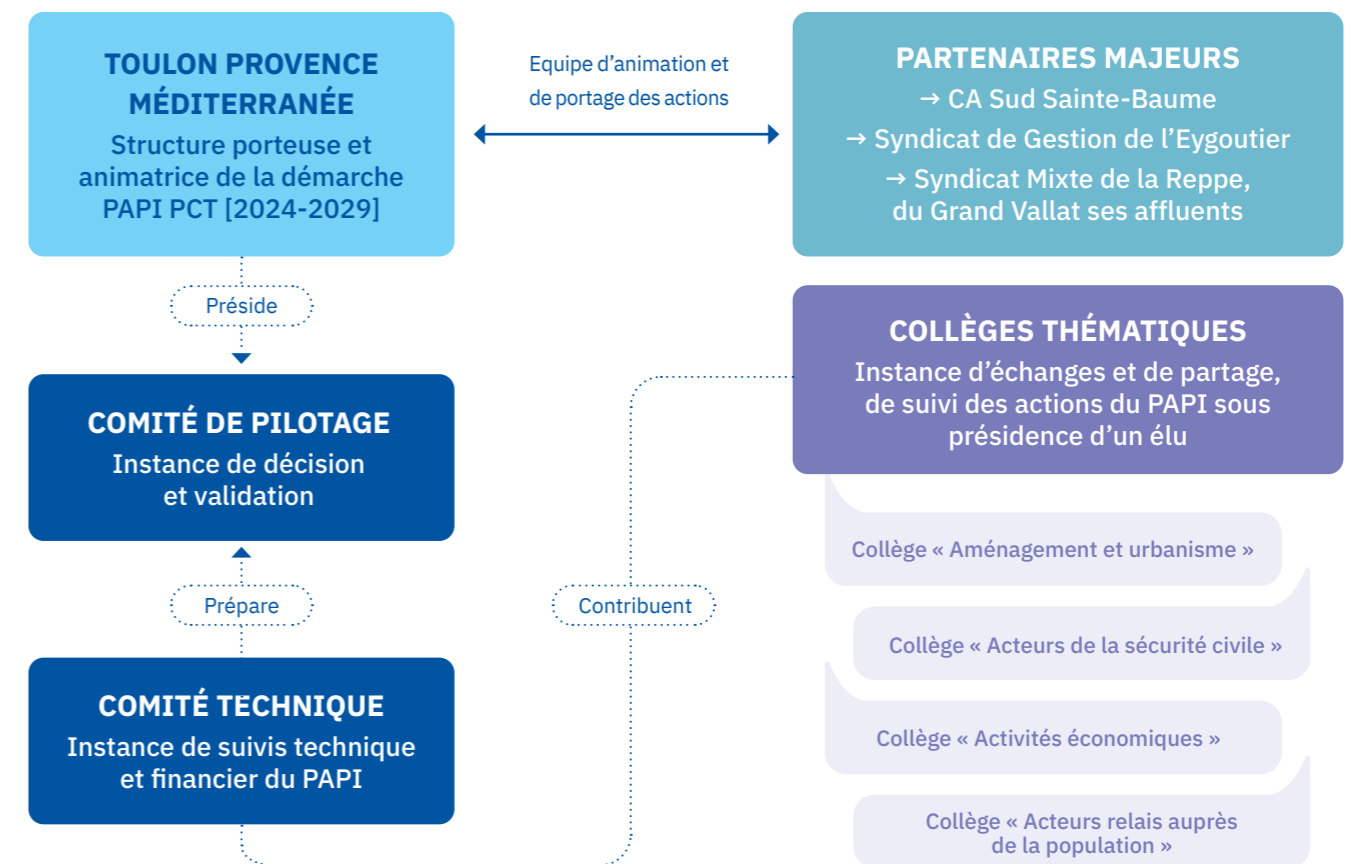 TOULON PROVENCE
MÉDITERRANÉE
Structure porteuse et
animatrice de la démarche
PAPI PCT [2024-2029]
Equipe d’animation et
de portage des actions
PARTENAIRES MAJEURS
→ CA Sud Sainte-Baume
→ Syndicat de Gestion de l’Eygoutier
→ Syndicat Mixte de la Reppe,
du Grand Vallat ses affluents
Préside
COMITÉ DE PILOTAGE
Instance de décision
et validation
Prépare
COMITÉ TECHNIQUE
Instance de suivis technique
et financier du PAPI
Contribuent
COLLÈGES THÉMATIQUES
Instance d’échanges et de partage,
de suivi des actions du PAPI sous
présidence d’un élu
Collège « Aménagement et urbanisme »
Collège « Acteurs de la sécurité civile »
Collège « Activités économiques »
Collège « Acteurs relais auprès
de la population »